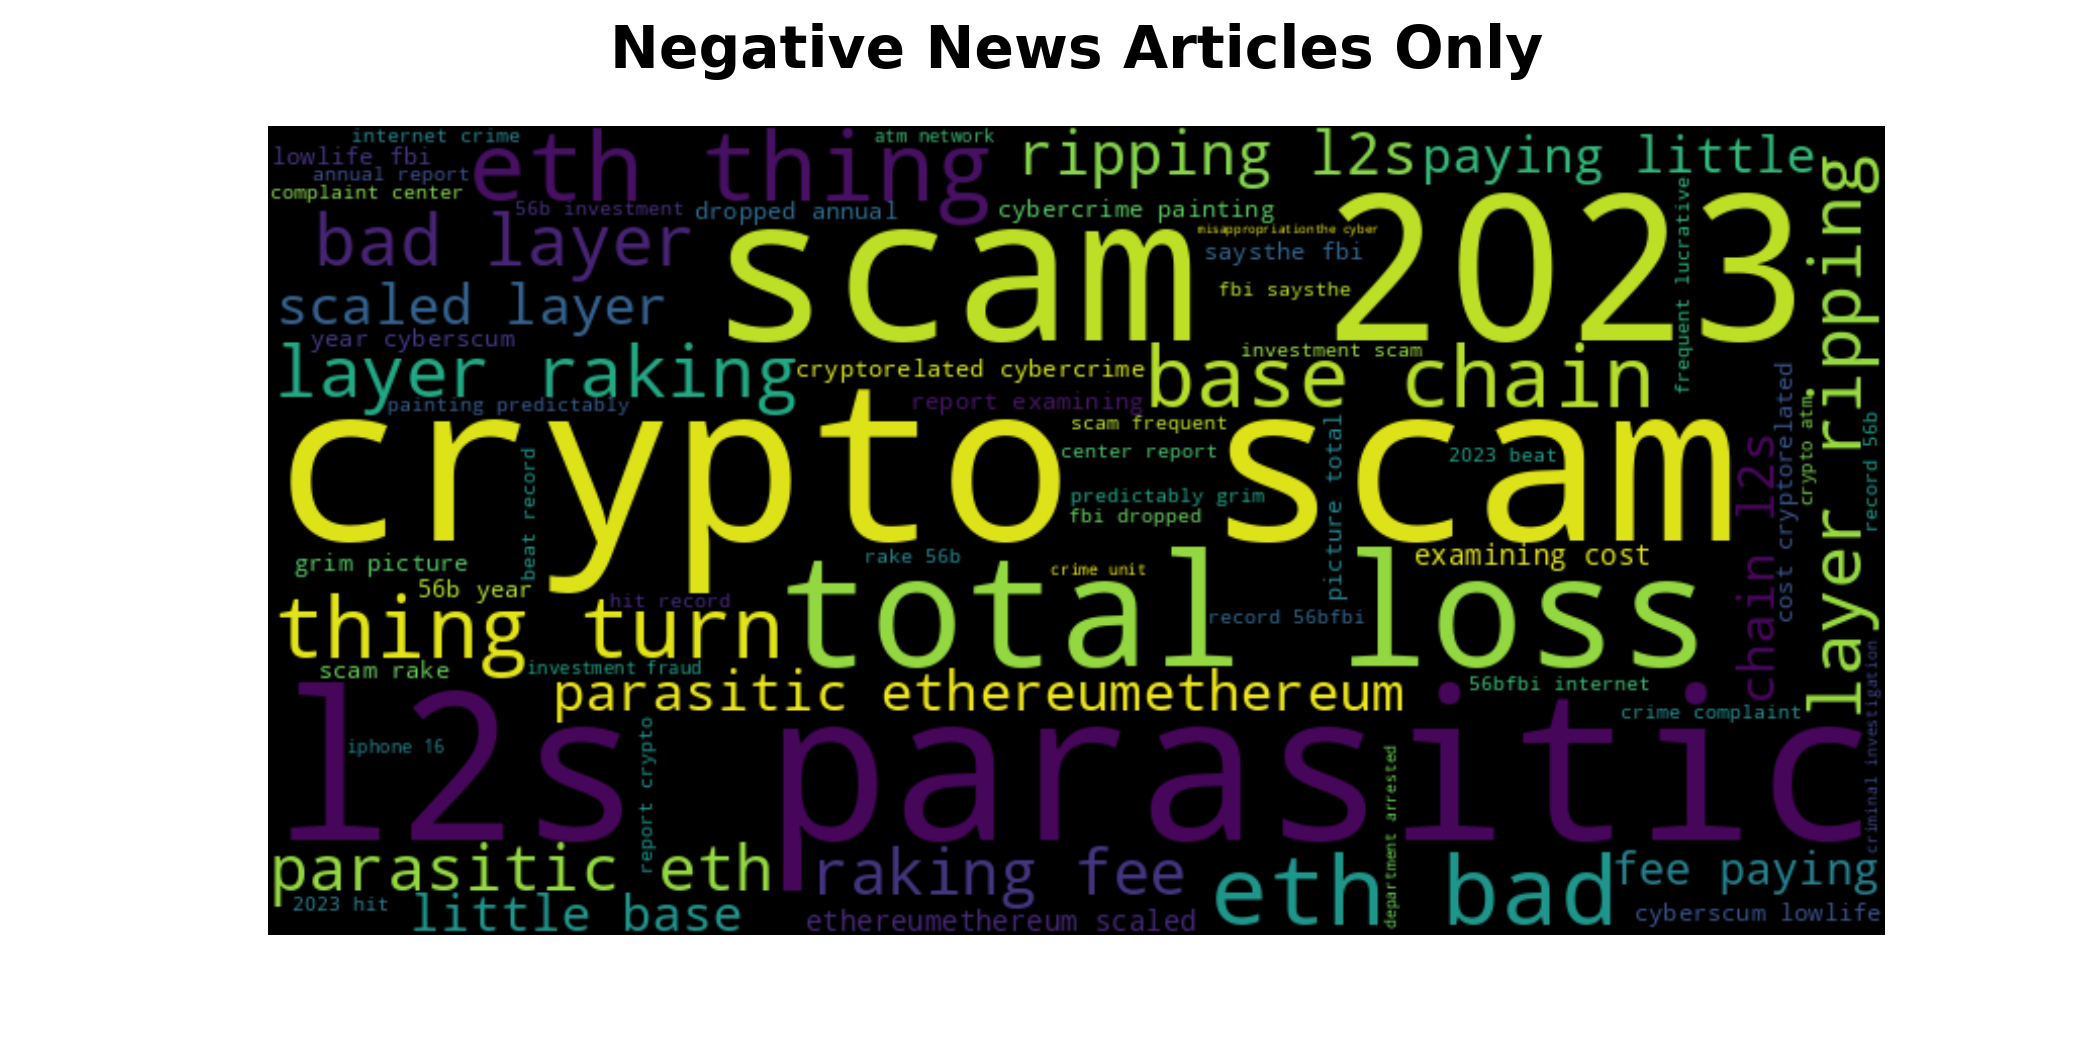 Negative News Articles Only
internet crime
atm network
lowlife fbi
annual report
complaint center
eth thing
ripping l2s
paying little
56b investment
dropped annual
cybercrime painting
bad layer
scam 2023
misappropriationthe cyber
saysthe fbi
fbi saysthe
frequent lucrative
layer ripping
scaled layer
year cyberscum
layer raking
cryptorelated cybercrime
investment scam
base chain
painting predictably
report examining
crypto scam
scam frequent
center report
2023 beat
beat record
predictably grim
fbi dropped
picture total
chain l2s
cost cryptorelated
crypto atm
record 56b
grim picture
rake 56b
crime unit
examining cost
56b year
hit record
thing turn
total loss
record 56bfbi
scam rake
investment fraud
parasitic ethereumethereum
56bfbi internet
crime complaint
l2s parasitic
iphone 16
report crypto
department arrested
criminal investigation
parasitic eth
raking fee
eth bad
fee paying
2023 hit
little base
ethereumethereum scaled
cyberscum lowlife